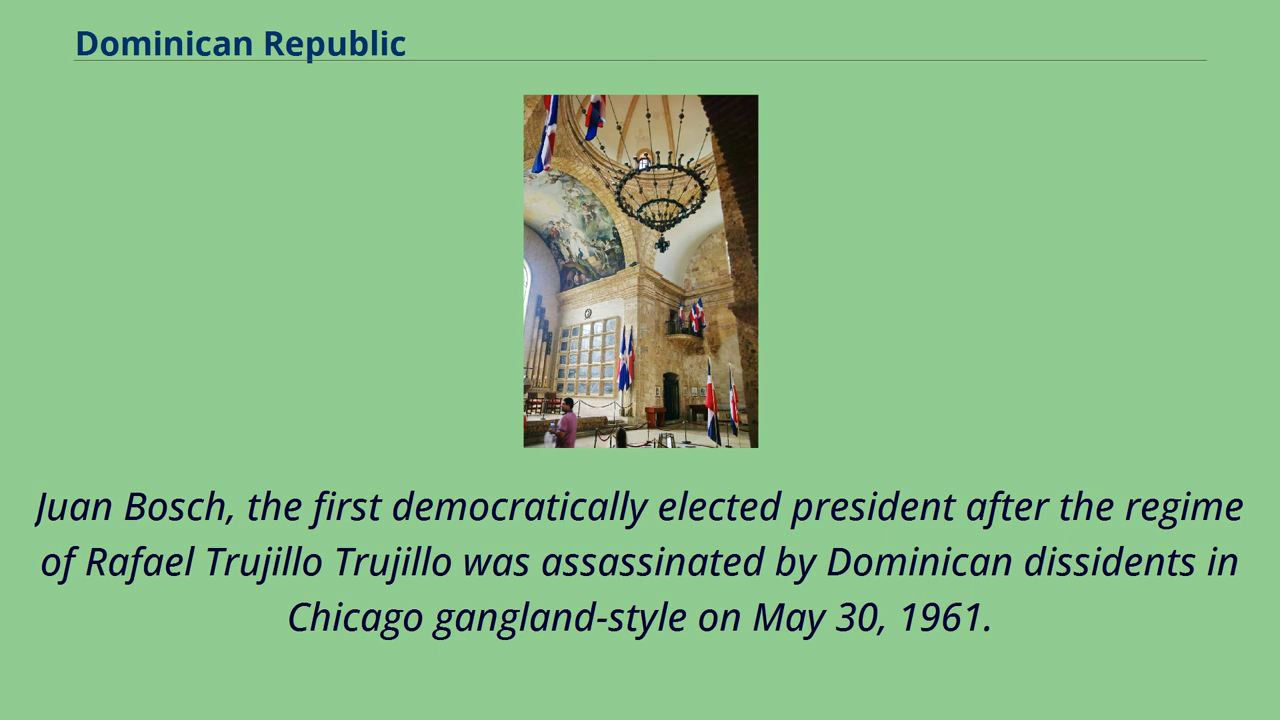 Dominican Republic
Juan Bosch, the first democratically elected president after the regime
of Rafael Trujillo Trujillo was assassinated by Dominican dissidents in
Chicago gangland-style on May 30, 1961.